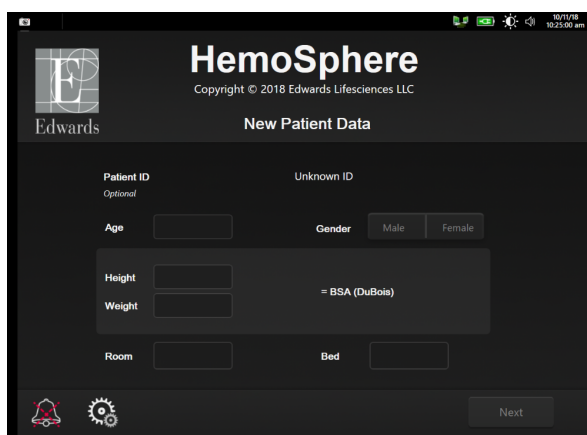 10/11/18
10:25:00 am
HemoSphere
Copyright © 2018 Edwards Lifesciences LLC
E
Edwards
New Patient Data
Patient ID
Unknown ID
Optional
Age
Gender
Male
Female
Height
= BSA (DuBois)
Weight
Room
Bed
Next